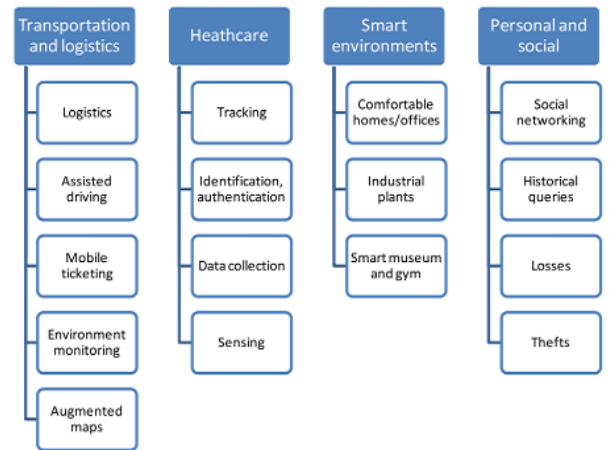 Transportation
and logistics
Logistics
Assisted
driving
Mobile
ticketing
Environment
monitoring
Augmented
maps
Heathcare
Tracking
Identification,
authentication
Data collection
Sensing
Smart
environments
Comfortable
homes/offices
Industrial
plants
Smart museum
and gym
Personal and
social
Social
networking
Historical
queries
Losses
Thefts